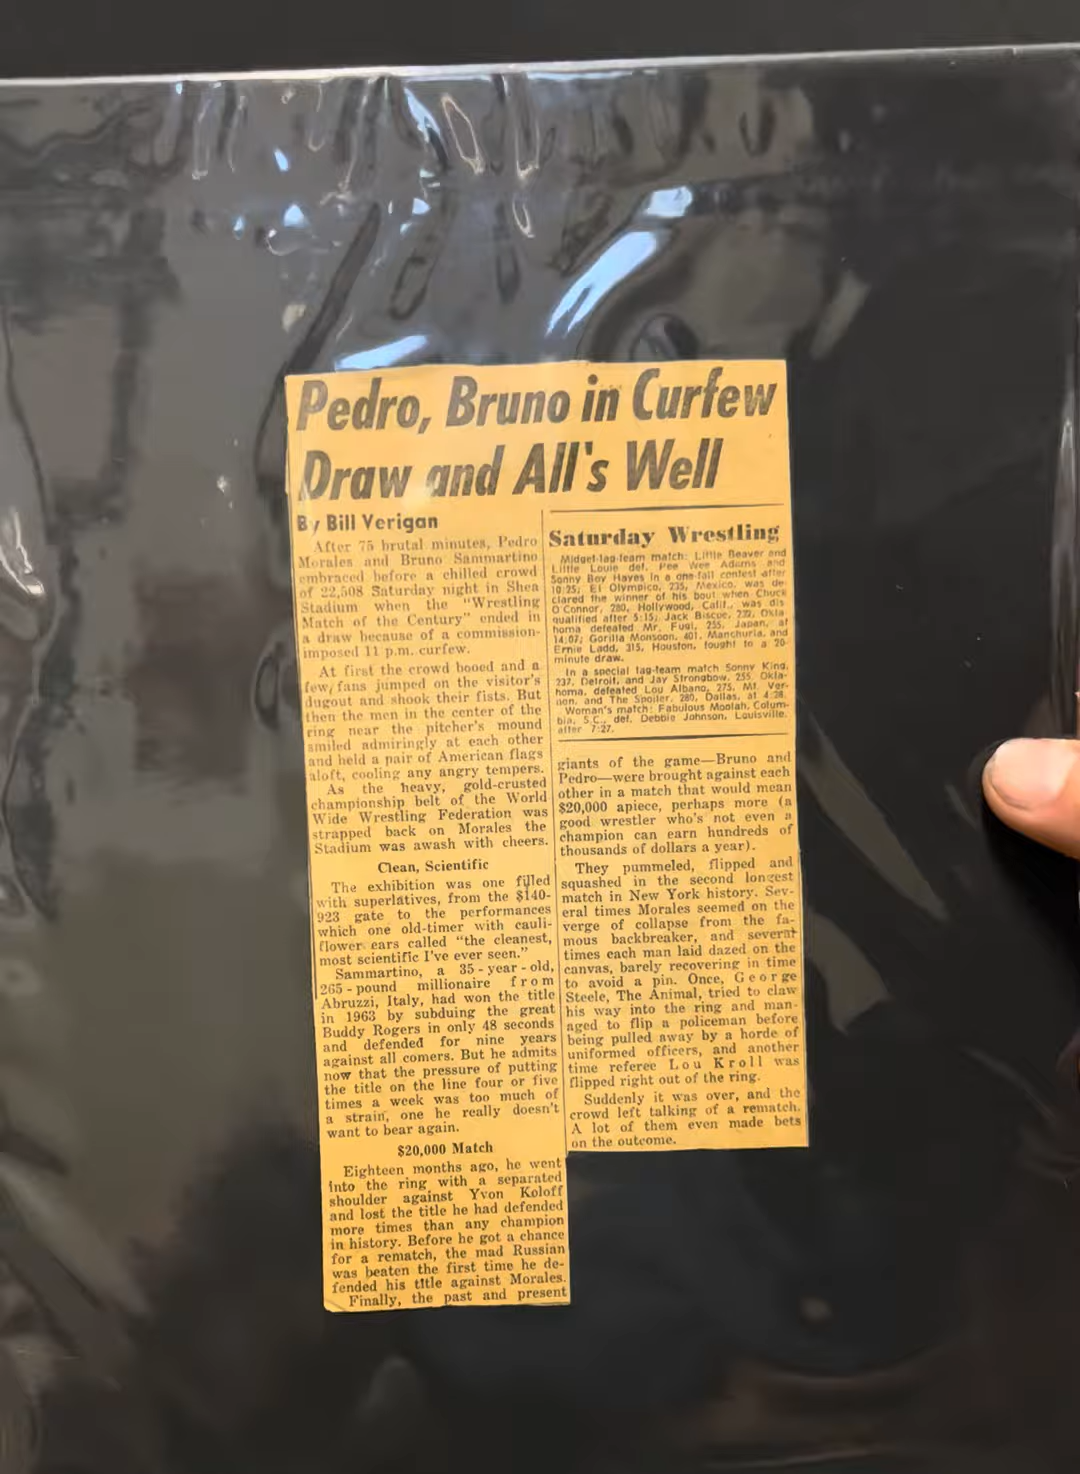 Pedro, Bruno in Curfew
Draw and All's Well
By Bill Verigan
After 75 brutal minutes, Pedro
Morales and Bruno Sammartino
embraced before a chilled crowd
of 22,508 Saturday night in Shea
Stadium when the "Wrestling
Match of the Century" ended in
a draw because of a commission-
imposed 11 p.m. curfew.
At first the crowd booed and a
few fans jumped on the visitor's
dugout and shook their fists. But
then the men in the center of the
ring near the pitcher's mound
smiled admiringly at each other
and held a pair of American flags
aloft, cooling any angry tempers.
As the heavy, gold-crusted
championship belt of the World
Wide Wrestling Federation was
strapped back on Morales the
Stadium was awash with cheers.
Clean, Scientific
The exhibition was one filled
with superlatives, from the $140-
923 gate to the performances
which one old-timer with cauli-
flower ears called "the cleanest,
most scientific I've ever seen."
Sammartino, a 35-year-old,
265-pound millionaire from
Abruzzi, Italy, had won the title
in 1963 by subduing the great
Buddy Rogers in only 48 seconds
and defended for nine years
against all comers. But he admits
now that the pressure of putting
the title on the line four or five
times a week was too much of
a strain, one he really doesn't
want to bear again.
$20,000 Match
Eighteen months ago, he went
into the ring with a separated
shoulder against Yvon Koloff
and lost the title he had defended
more times than any champion
in history. Before he got a chance
for a rematch, the mad Russian
was beaten the first time he de-
fended his title against Morales.
Finally, the past and present
Saturday Wrestling
Midget-tag-team match: Little Beaver and
Little Louie def. Pee Wee Adams and
Sonny Boy Hayes in a one-fall contest after
10:25; El Olympico, 235, Mexico, was de-
clared the winner of his bout when Chuck
O'Connor, 280, Hollywood, Calif., was dis-
qualified after 5:15; Jack Biscoe, 232, Okla-
homa defeated Mr. Fugi, 255, Japan, at
14:07; Gorilla Monsoon, 401, Manchuria, and
Ernie Ladd, 315, Houston, fought to a 20-
minute draw.
In a special tag-team match Sonny King,
237, Detroit, and Jay Strongbow, 255, Okla-
homa, defeated Lou Albano, 275, Mt. Ver-
non, and The Spoiler, 280, Dallas, at 4:28.
Woman's match: Fabulous Moolah, Colum-
bia, S.C., def. Debbie Johnson, Louisville,
after 7:27.
giants of the game—Bruno and
Pedro—were brought against each
other in a match that would mean
$20,000 apiece, perhaps more (a
good wrestler who's not even a
champion can earn hundreds of
thousands of dollars a year).
They pummeled, flipped and
squashed in the second longest
match in New York history. Sev-
eral times Morales seemed on the
verge of collapse from the fa-
mous backbreaker, and several
times each man laid dazed on the
canvas, barely recovering in time
to avoid a pin. Once, George
Steele, The Animal, tried to claw
his way into the ring and man-
aged to flip a policeman before
being pulled away by a horde of
uniformed officers, and another
time referee Lou Kroll was
flipped right out of the ring.
Suddenly it was over, and the
crowd left talking of a rematch.
A lot of them even made bets
on the outcome.